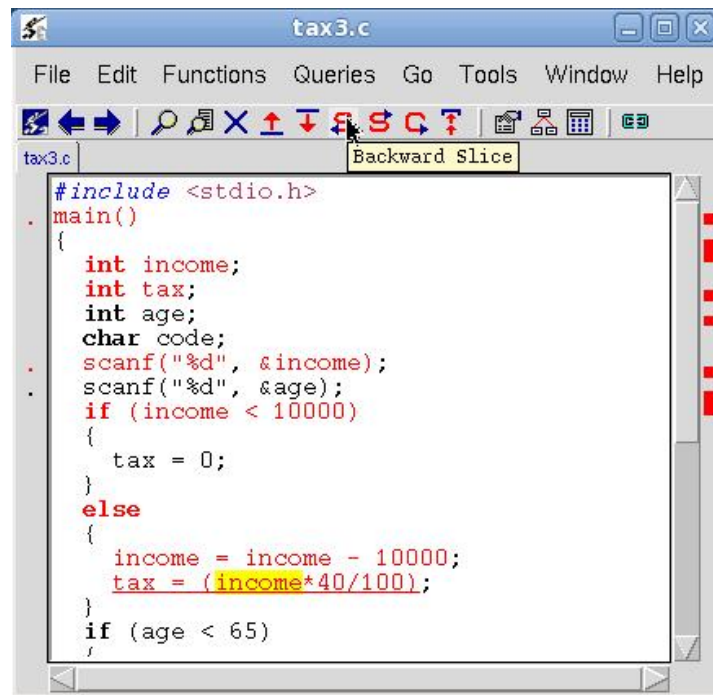 tax3.c
File Edit Functions Queries Go Tools Window Help
tax3.c
Backward Slice
#include <stdio.h>
main()
{
int income;
int tax;
int age;
char code;
scanf("%d", &income);
scanf("%d", &age);
if (income < 10000)
{
tax = 0;
}
else
{
income = income - 10000;
tax = (income*40/100);
}
if (age < 65)
{